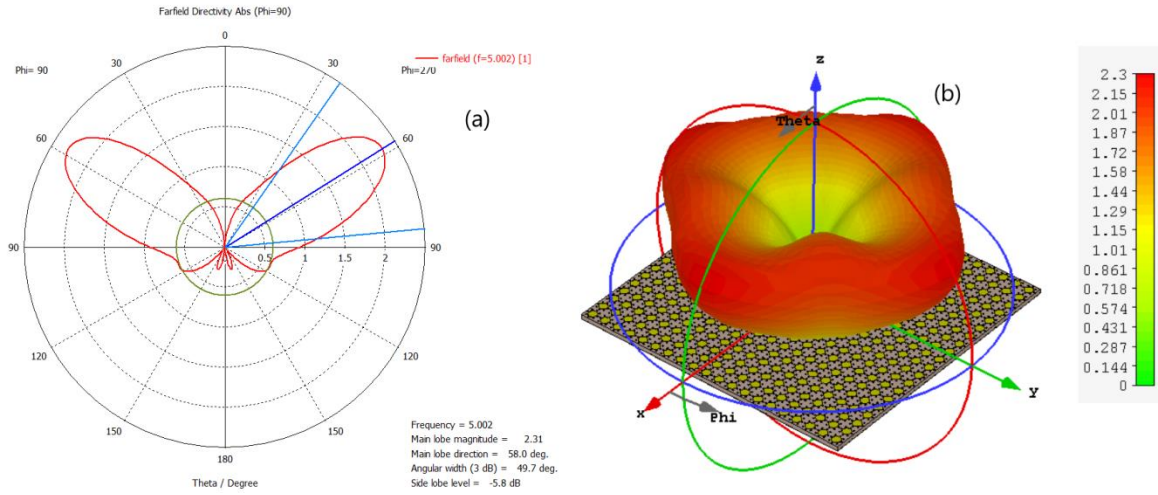 Farfield Directivity Abs (Phi=90)
0
30
30
Phi= 90
Phi=270
farfield (f=5.002) [1]
(a)
60
60
90
0.5
1
1.5
2
90
120
120
150
150
180
Theta / Degree
Frequency = 5.002
Main lobe magnitude = 2.31
Main lobe direction = 58.0 deg.
Angular width (3 dB) = 49.7 deg.
Side lobe level = -5.8 dB
z
(b)
Theta
x
Phi
Y
2.3
2.15
2.01
1.87
1.72
1.58
1.44
1.29
1.15
1.01
0.861
0.718
0.574
0.431
0.287
0.144
0